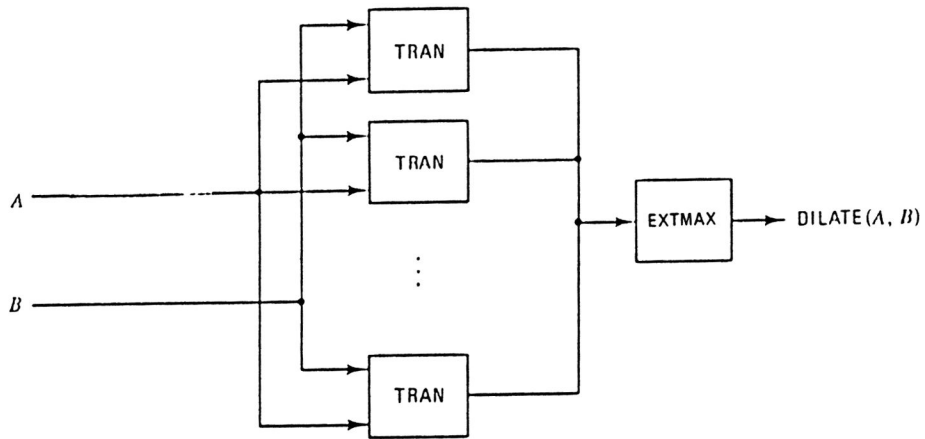 TRAN
TRAN
A
EXTMAX
DILATE(A, B)
B
TRAN